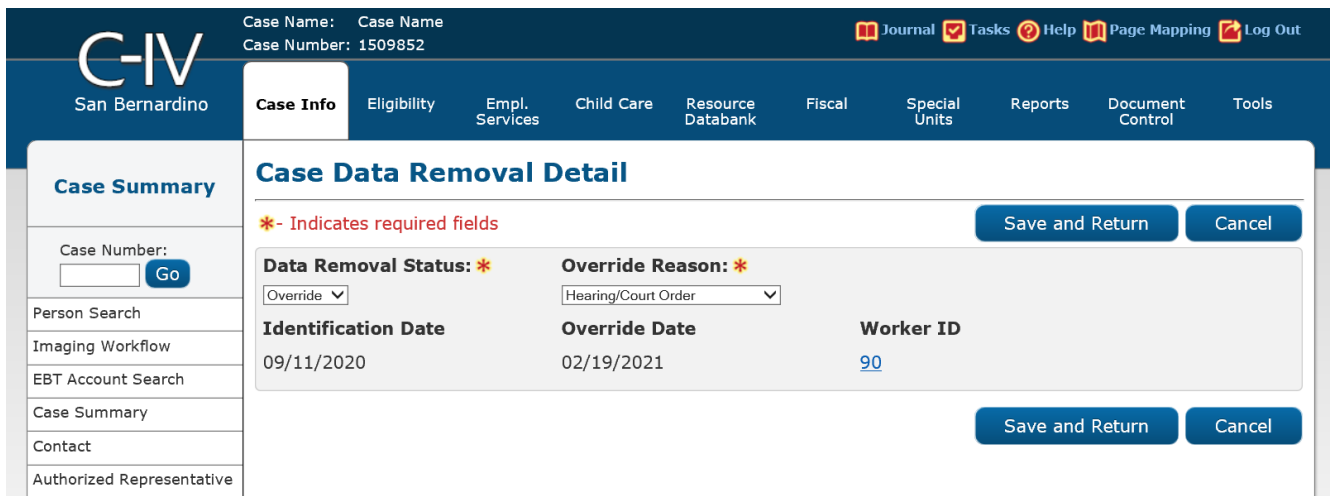 Case Name: Case Name
Case Number: 1509852
Journal Tasks Help Page Mapping Log Out
C-IV
San Bernardino
Case Info Eligibility Empl. Services Child Care Resource Databank Fiscal Special Units Reports Document Control Tools
Case Summary
Case Number:
Go
Person Search
Imaging Workflow
EBT Account Search
Case Summary
Contact
Authorized Representative
Case Data Removal Detail
*- Indicates required fields
Save and Return Cancel
Data Removal Status: * Override Reason: *
Override Hearing/Court Order
Identification Date Override Date Worker ID
09/11/2020 02/19/2021 90
Save and Return Cancel